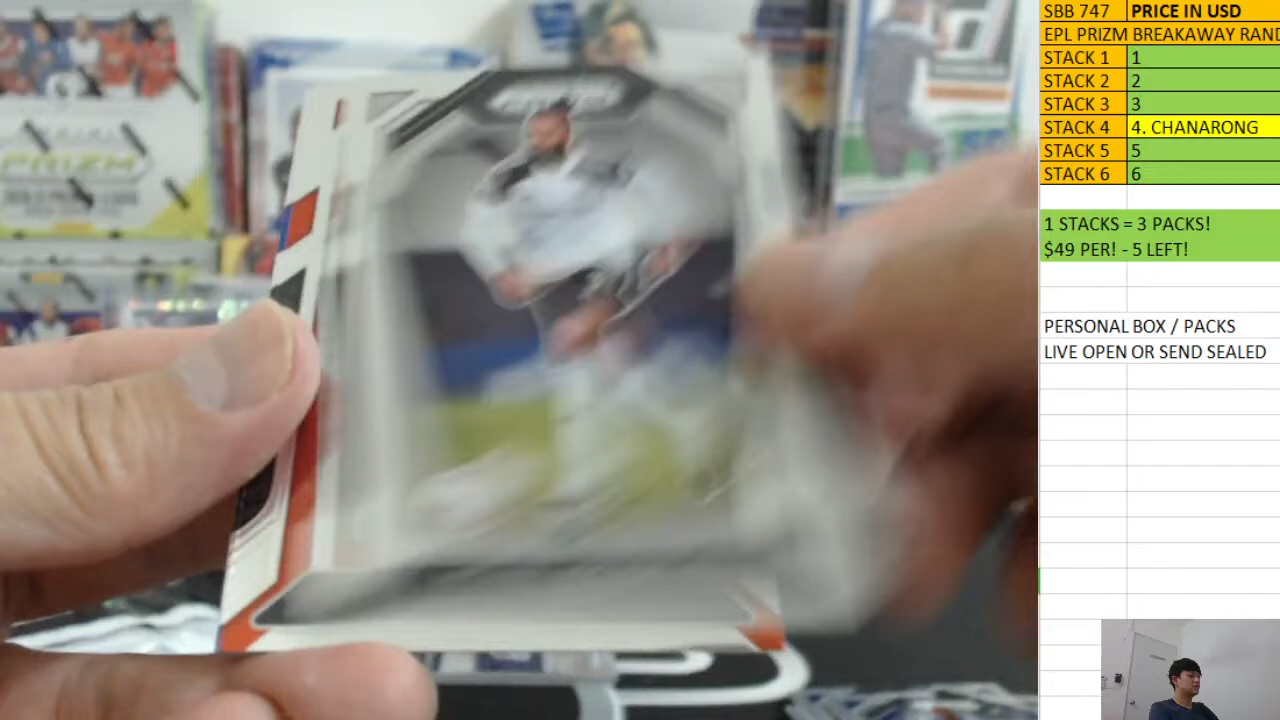 SBB 747 PRICE IN USD
EPL PRIZM BREAKAWAY RAND
STACK 1 1
STACK 2 2
STACK 3 3
STACK 4 4. CHANARONG
STACK 5 5
STACK 6 6
1 STACKS = 3 PACKS!
$49 PER! - 5 LEFT!
PERSONAL BOX / PACKS
LIVE OPEN OR SEND SEALED
PRIZM